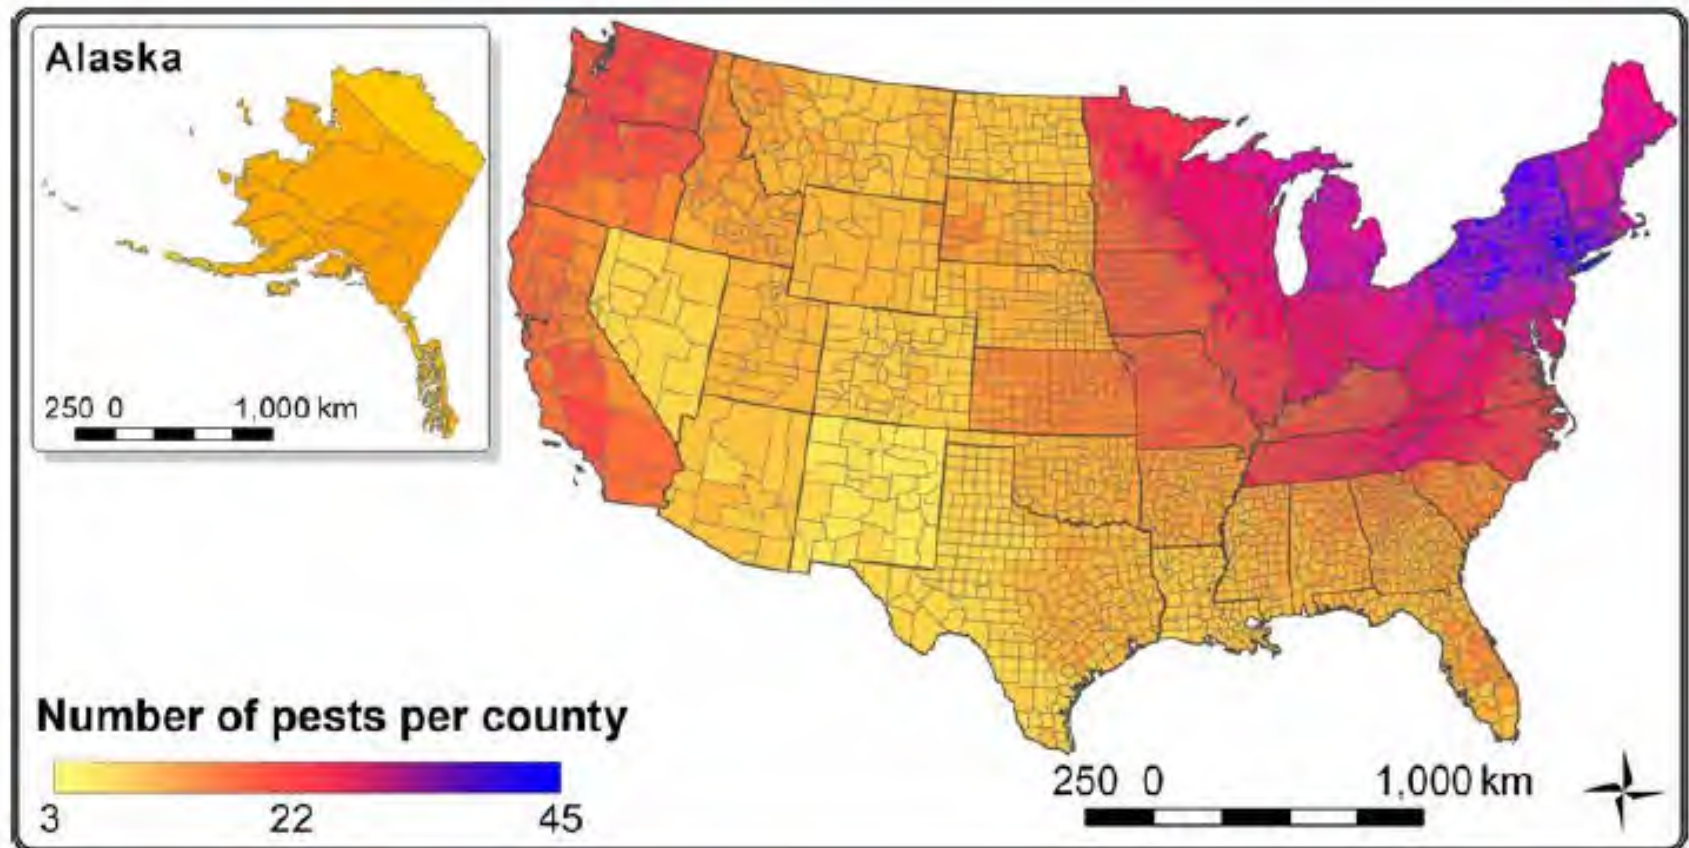 Alaska
250 0 1,000 km
Number of pests per county
3 22 45
250 0 1,000 km